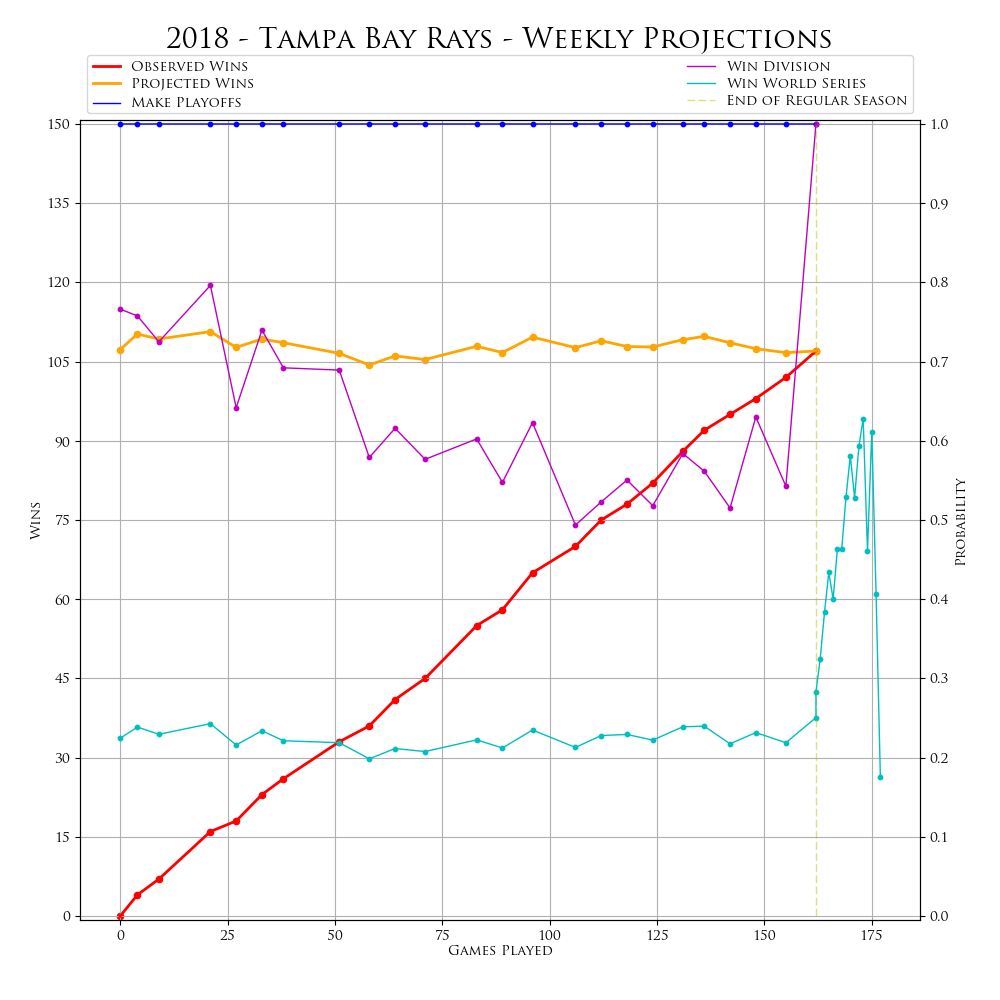 2018 - Tampa Bay Rays - Weekly Projections
Observed Wins
Projected Wins
Make Playoffs
Win Division
Win World Series
End of Regular Season
150
135
120
105
90
75
60
45
30
15
0
Wins
1.0
0.9
0.8
0.7
0.6
0.5
0.4
0.3
0.2
0.1
0.0
Probability
0 25 50 75 100 125 150 175
Games Played